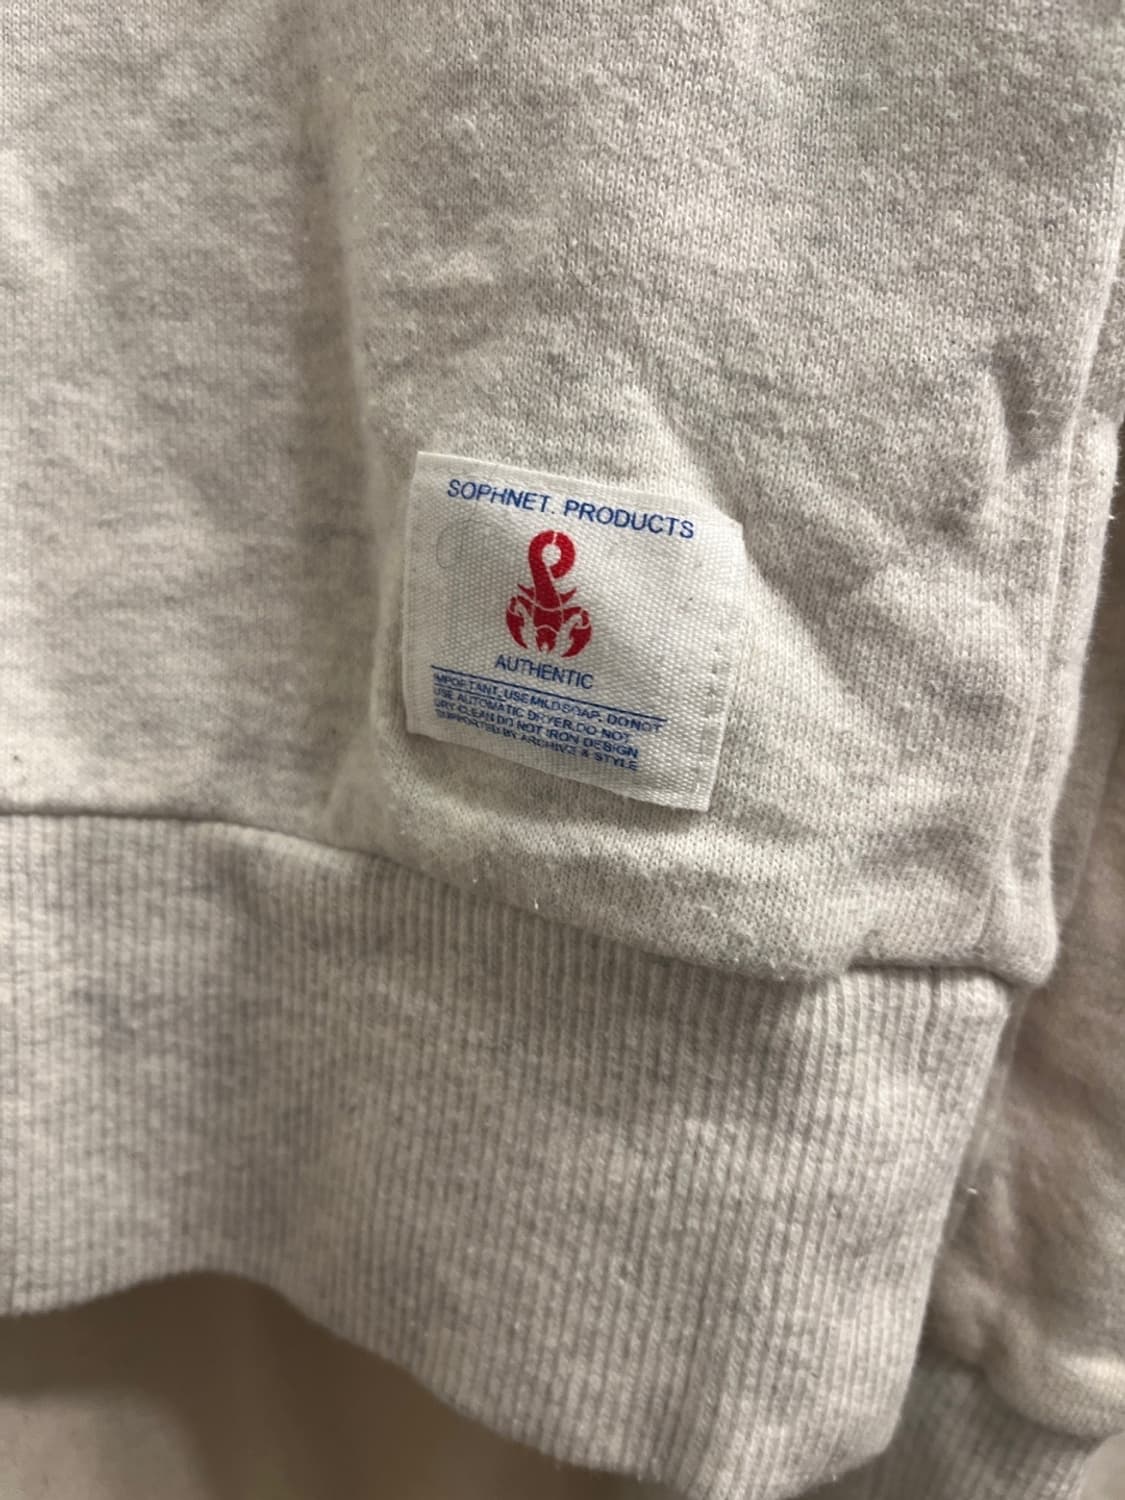 SOPHNET. PRODUCTS
AUTHENTIC
IMPORTANT, USE MILD SOAP. DO NOT
USE AUTOMATIC DRYER. DO NOT
DRY CLEAN DO NOT IRON DESIGN
SUPPORTED BY ARCHIVE & STYLE